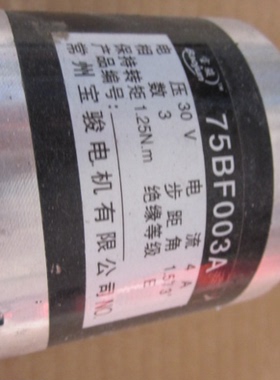 75BF003A
电压 30 V 电流 4 A
相数 3 步距角 1.5°/3°
保持转矩 1.25N.m 绝缘等级 E
产品编号:
常州宝骏电机有限公司 NO.